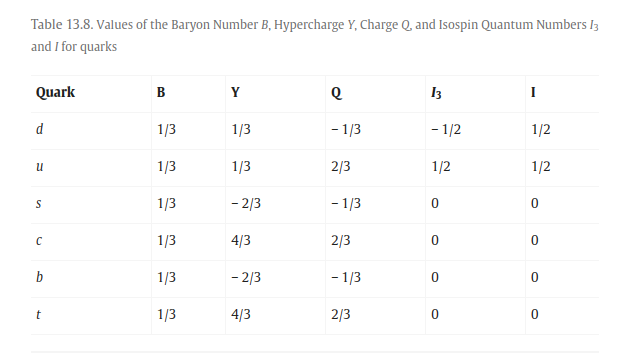 Table 13.8. Values of the Baryon Number B, Hypercharge Y, Charge Q, and Isospin Quantum Numbers I3
and I for quarks
Quark B Y Q I3 I
d 1/3 1/3 − 1/3 − 1/2 1/2
u 1/3 1/3 2/3 1/2 1/2
s 1/3 − 2/3 − 1/3 0 0
c 1/3 4/3 2/3 0 0
b 1/3 − 2/3 − 1/3 0 0
t 1/3 4/3 2/3 0 0